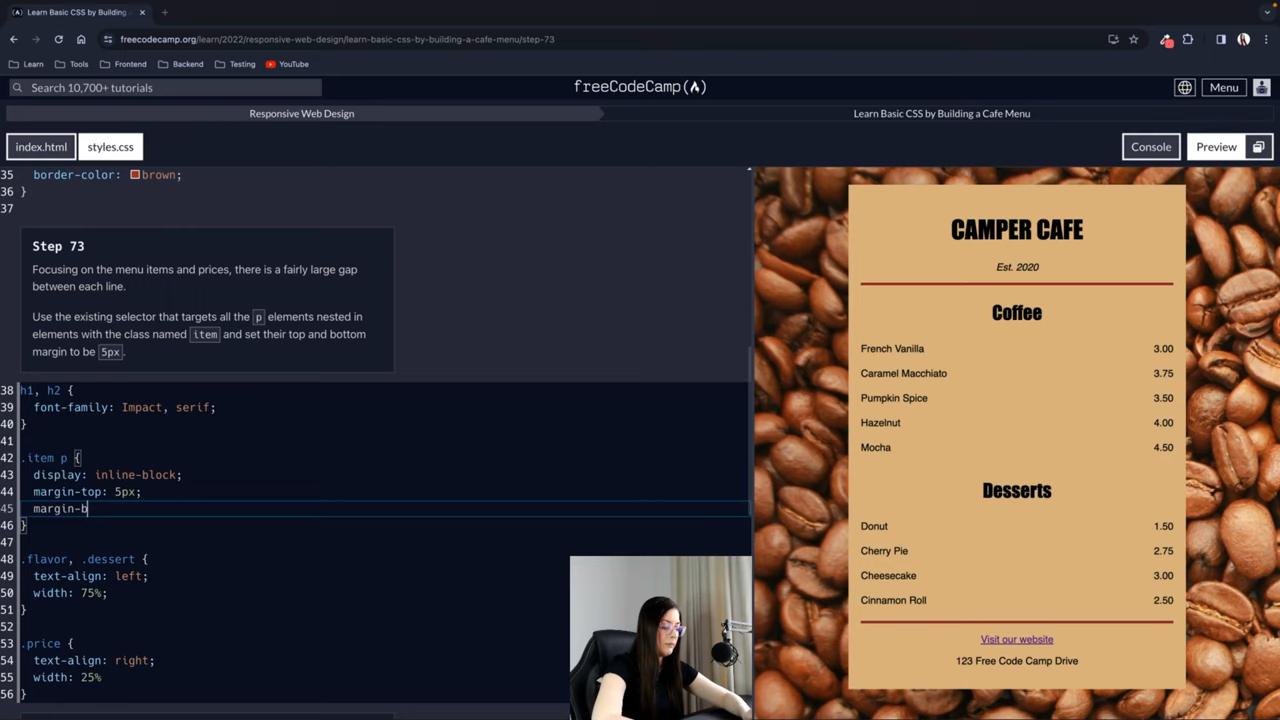 Learn Basic CSS by Building
freecodecamp.org/learn/2022/responsive-web-design/learn-basic-css-by-building-a-cafe-menu/step-73
Learn
Tools
Frontend
Backend
Testing
YouTube
Search 10,700+ tutorials
freeCodeCamp
Menu
Responsive Web Design
Learn Basic CSS by Building a Cafe Menu
index.html
styles.css
Console
Preview
35 border-color: brown;
36 }
37
Step 73
Focusing on the menu items and prices, there is a fairly large gap
between each line.
Use the existing selector that targets all the p elements nested in
elements with the class named item and set their top and bottom
margin to be 5px.
38 h1, h2 {
39 font-family: Impact, serif;
40 }
41
42 .item p {
43 display: inline-block;
44 margin-top: 5px;
45 margin-b
46 }
47
48 .flavor, .dessert {
49 text-align: left;
50 width: 75%;
51 }
52
53 .price {
54 text-align: right;
55 width: 25%
56 }
CAMPER CAFE
Est. 2020
Coffee
French Vanilla 3.00
Caramel Macchiato 3.75
Pumpkin Spice 3.50
Hazelnut 4.00
Mocha 4.50
Desserts
Donut 1.50
Cherry Pie 2.75
Cheesecake 3.00
Cinnamon Roll 2.50
Visit our website
123 Free Code Camp Drive